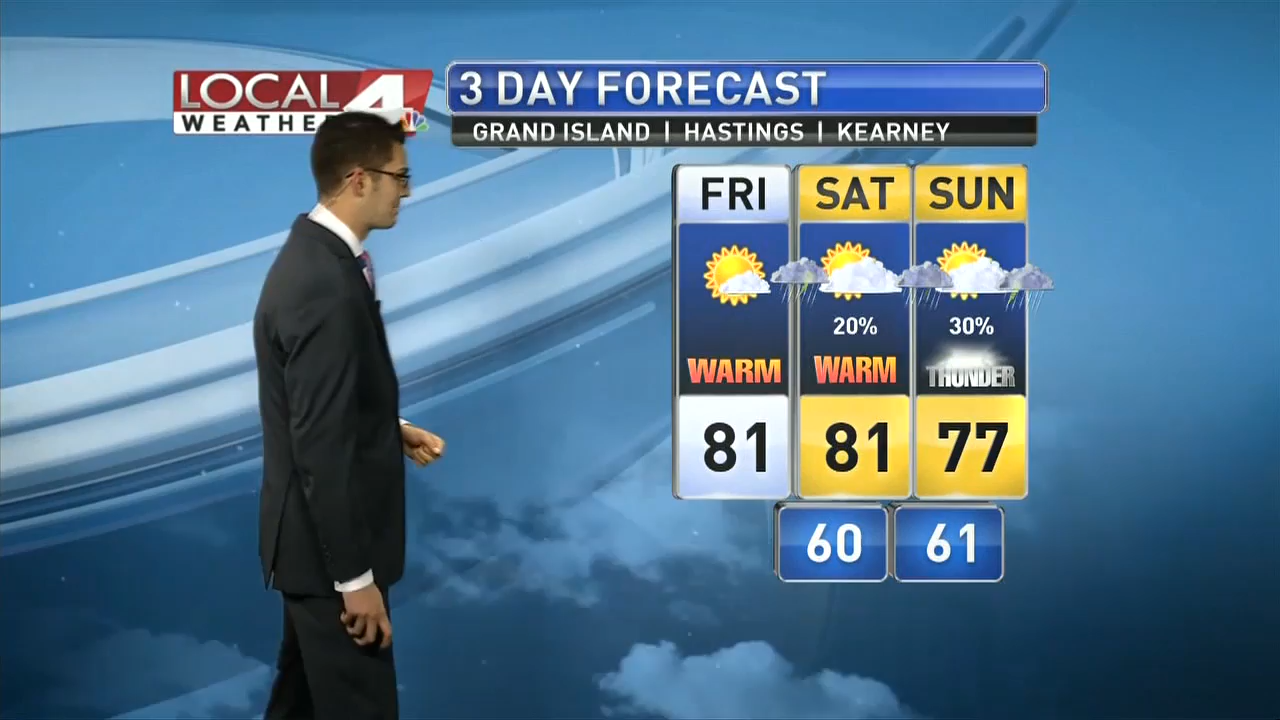 LOCAL 4
WEATHER
3 DAY FORECAST
GRAND ISLAND | HASTINGS | KEARNEY
FRI SAT SUN
20% 30%
WARM WARM THUNDER
81 81 77
60 61